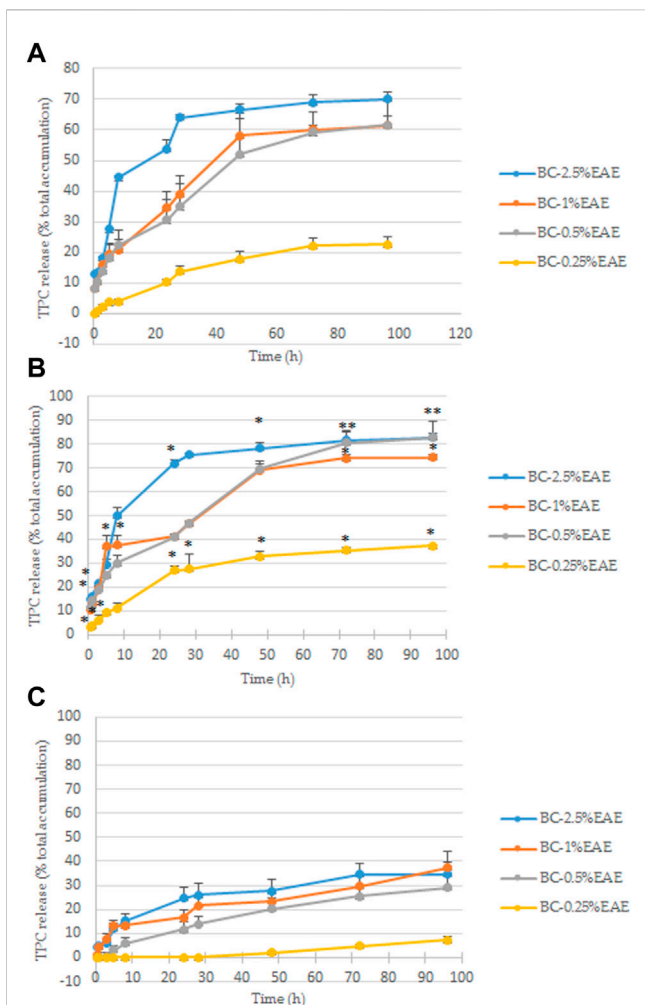 A
80
70
60
50
40
30
20
10
0
-10
0 20 40 60 80 100 120
TPC release (% total accumulation)
Time (h)
BC-2.5%EAE
BC-1%EAE
BC-0.5%EAE
BC-0.25%EAE
B
100
90
80
70
60
50
40
30
20
10
0
0 10 20 30 40 50 60 70 80 90 100
TPC release (% total accumulation)
Time (h)
* * * * * * * * * ** * * * * * ** * *
BC-2.5%EAE
BC-1%EAE
BC-0.5%EAE
BC-0.25%EAE
C
100
90
80
70
60
50
40
30
20
10
0
-10
0 10 20 30 40 50 60 70 80 90 100
TPC release (% total accumulation)
Time (h)
BC-2.5%EAE
BC-1%EAE
BC-0.5%EAE
BC-0.25%EAE